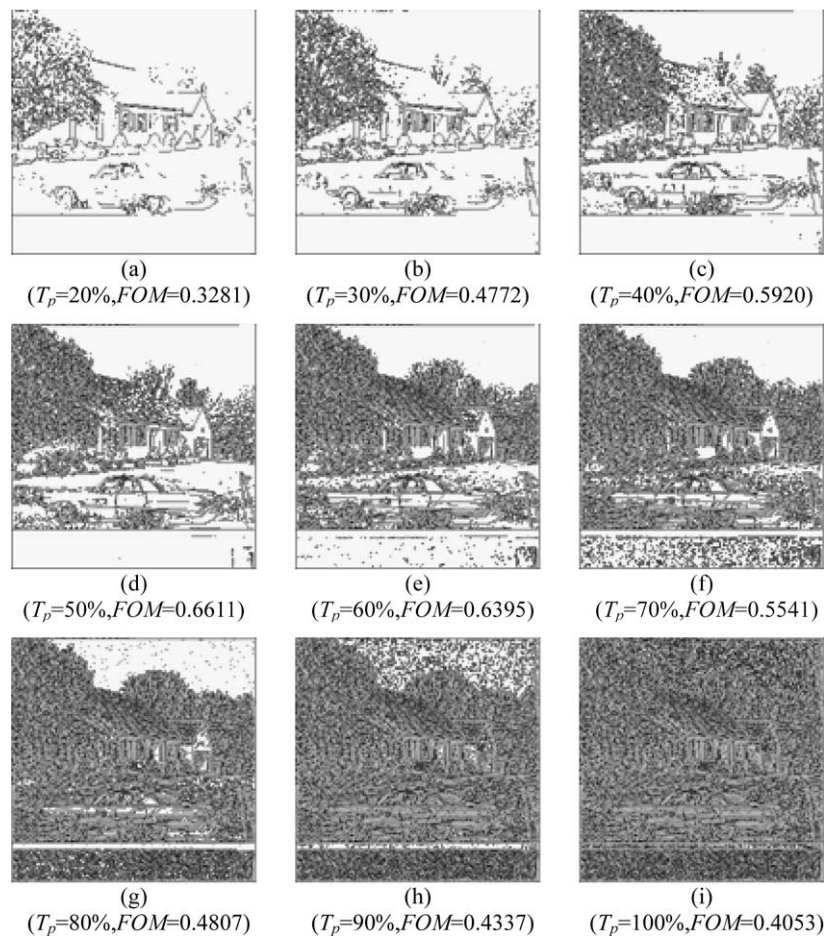 (a)
(Tp=20%,FOM=0.3281)
(b)
(Tp=30%,FOM=0.4772)
(c)
(Tp=40%,FOM=0.5920)
(d)
(Tp=50%,FOM=0.6611)
(e)
(Tp=60%,FOM=0.6395)
(f)
(Tp=70%,FOM=0.5541)
(g)
(Tp=80%,FOM=0.4807)
(h)
(Tp=90%,FOM=0.4337)
(i)
(Tp=100%,FOM=0.4053)